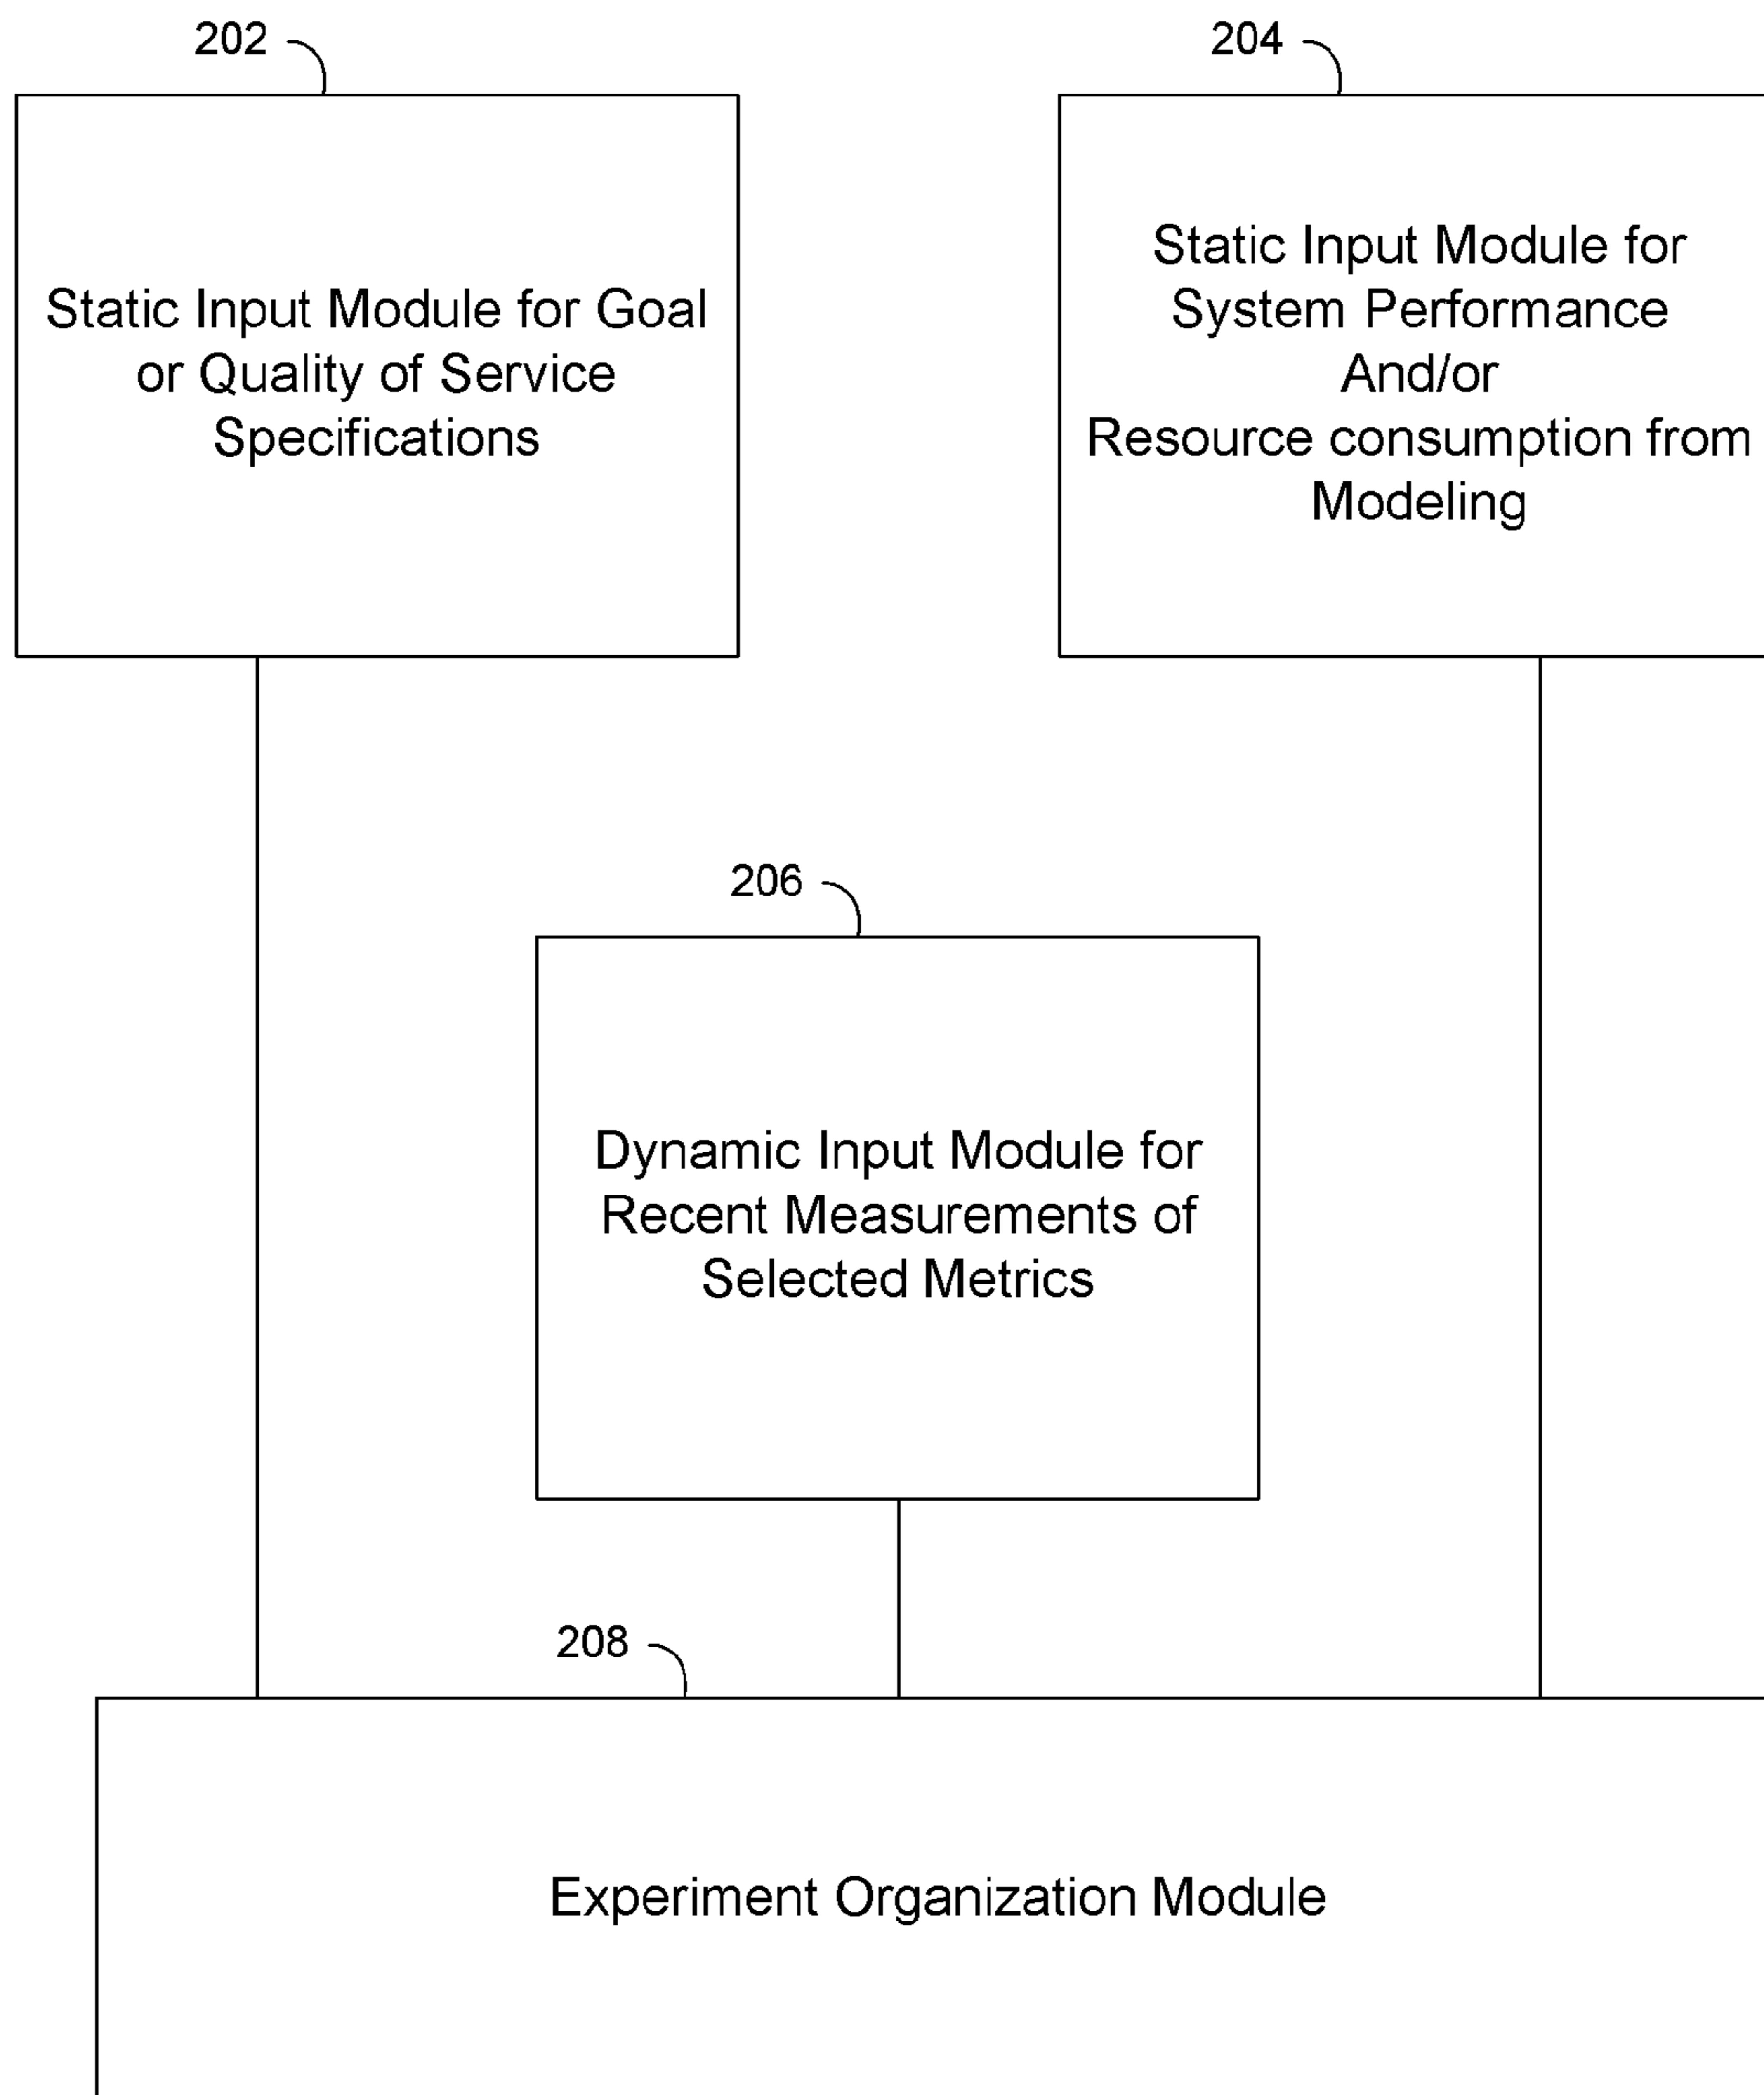 202
204
Static Input Module for Goal
or Quality of Service
Specifications
Static Input Module for
System Performance
And/or
Resource consumption from
Modeling
206
Dynamic Input Module for
Recent Measurements of
Selected Metrics
208
Experiment Organization Module